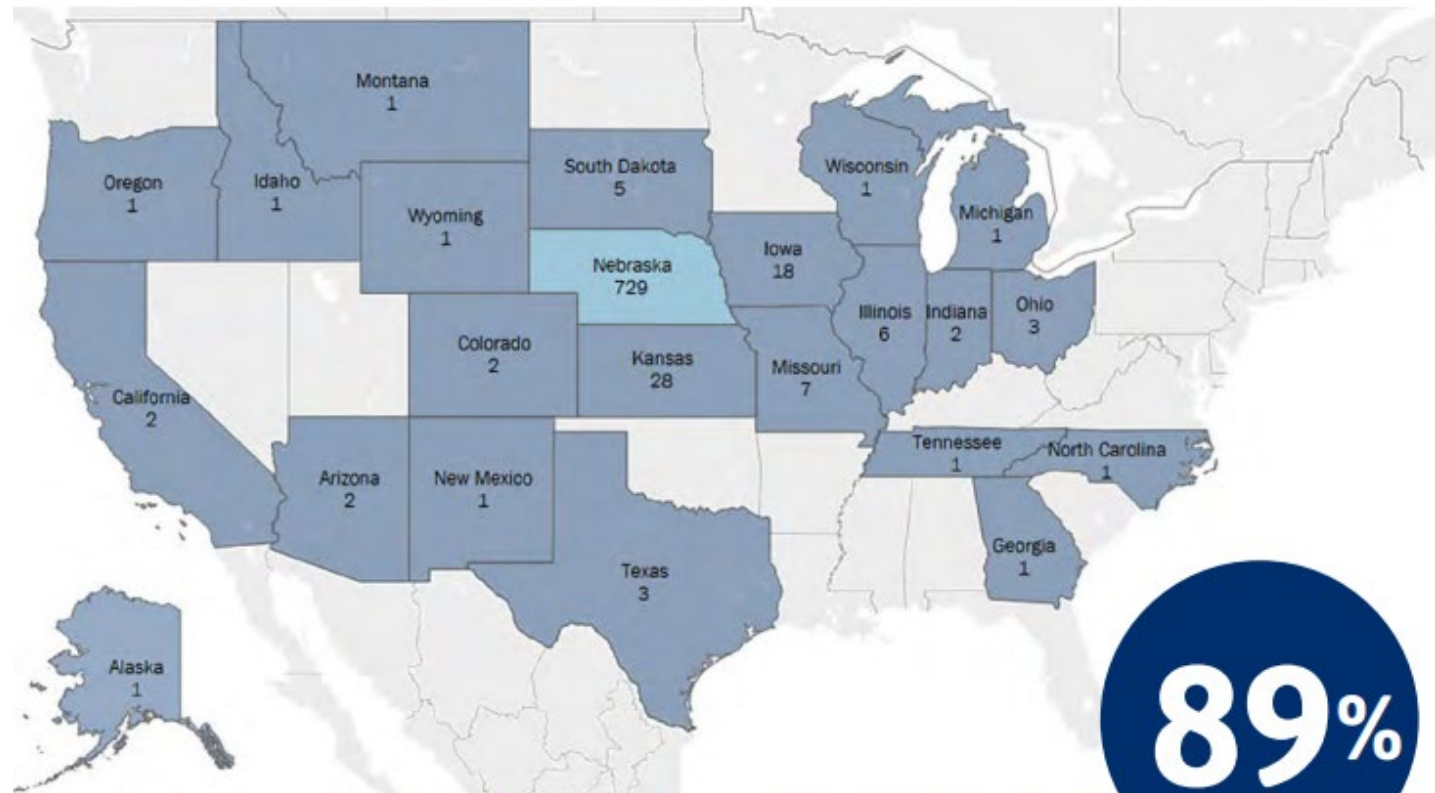 Montana
1
Oregon
1
Idaho
1
Wyoming
1
South Dakota
5
Nebraska
729
Iowa
18
Wisconsin
1
Michigan
1
Illinois
6
Indiana
2
Ohio
3
Colorado
2
Kansas
28
Missouri
7
California
2
Arizona
2
New Mexico
1
Texas
3
Tennessee
1
North Carolina
1
Georgia
1
Alaska
1
89%